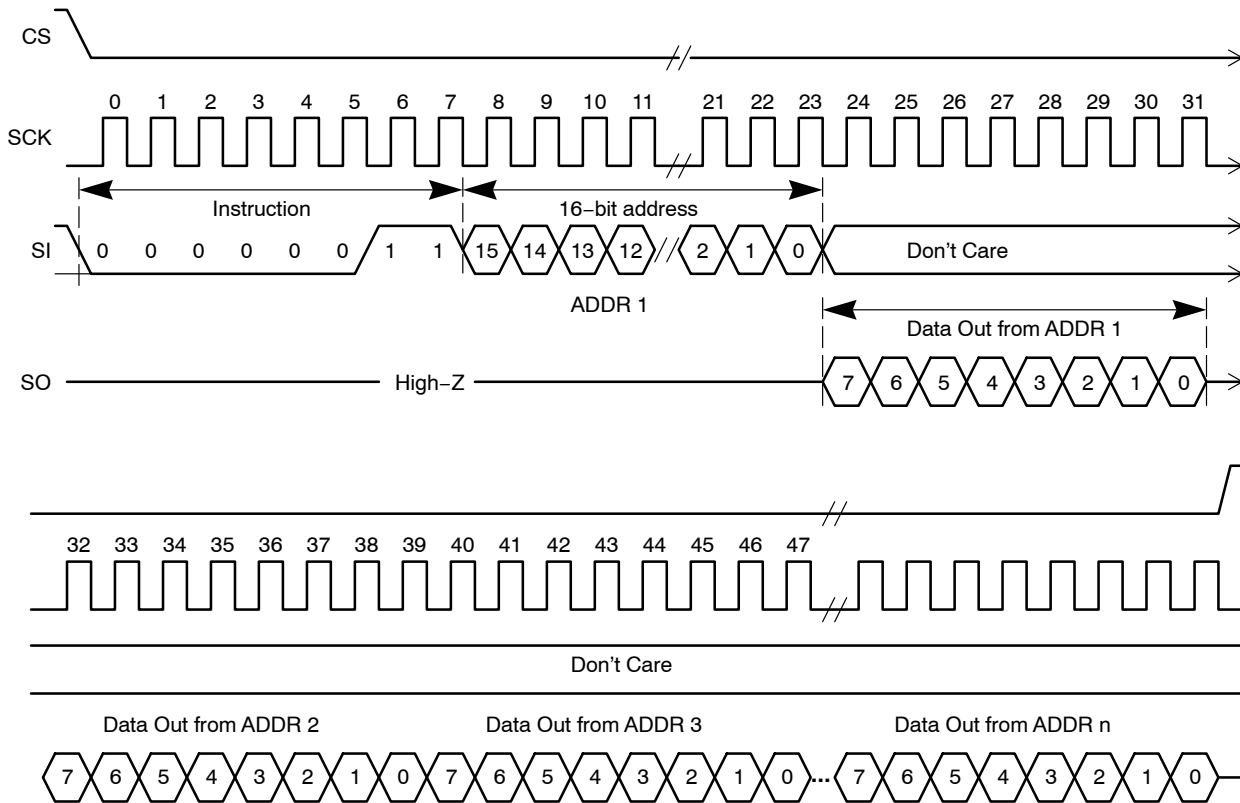 CS
0 1 2 3 4 5 6 7 8 9 10 11 21 22 23 24 25 26 27 28 29 30 31
SCK
Instruction 16−bit address
SI 0 0 0 0 0 0 1 1 15 14 13 12 2 1 0 Don't Care
ADDR 1
Data Out from ADDR 1
SO High−Z 7 6 5 4 3 2 1 0
32 33 34 35 36 37 38 39 40 41 42 43 44 45 46 47
Don't Care
Data Out from ADDR 2 Data Out from ADDR 3 Data Out from ADDR n
7 6 5 4 3 2 1 0 7 6 5 4 3 2 1 0 ... 7 6 5 4 3 2 1 0